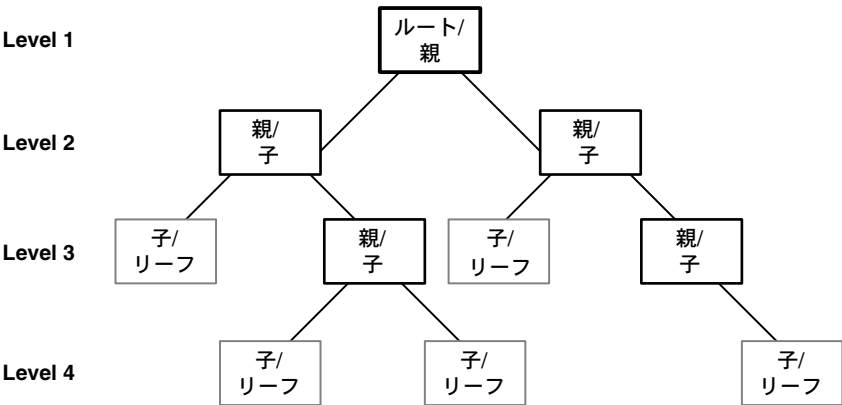 Level 1
ルート/
親
Level 2
親/
子
親/
子
Level 3
子/
リーフ
親/
子
子/
リーフ
親/
子
Level 4
子/
リーフ
子/
リーフ
子/
リーフ